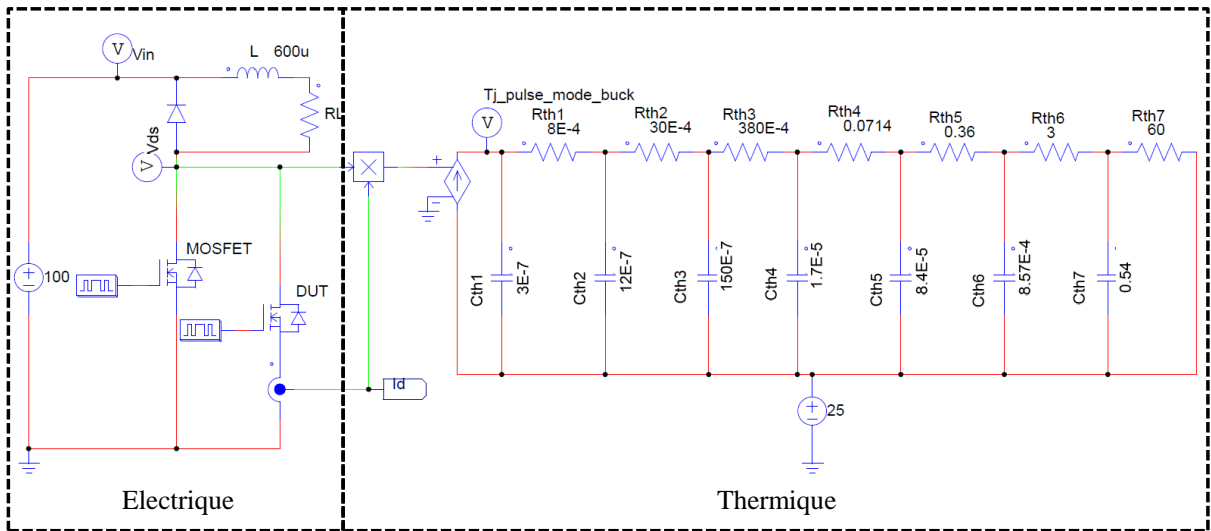 V
Vin
L 600u
RL
V
Vds
100
MOSFET
DUT
Id
Electrique
Tj_pulse_mode_buck
V
Rth1
8E-4
Rth2
30E-4
Rth3
380E-4
Rth4
0.0714
Rth5
0.36
Rth6
3
Rth7
60
Cth1
3E-7
Cth2
12E-7
Cth3
150E-7
Cth4
1.7E-5
Cth5
8.4E-5
Cth6
8.57E-4
Cth7
0.54
25
Thermique